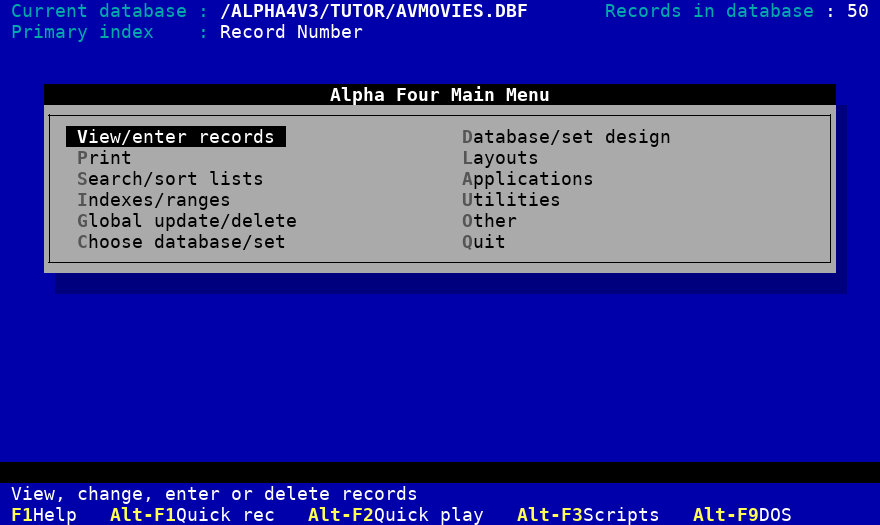 Current database : /ALPHA4V3/TUTOR/AVMOVIES.DBF Records in database : 50
Primary index : Record Number
Alpha Four Main Menu
View/enter records Database/set design
Print Layouts
Search/sort lists Applications
Indexes/ranges Utilities
Global update/delete Other
Choose database/set Quit
View, change, enter or delete records
F1Help Alt-F1Quick rec Alt-F2Quick play Alt-F3Scripts Alt-F9DOS